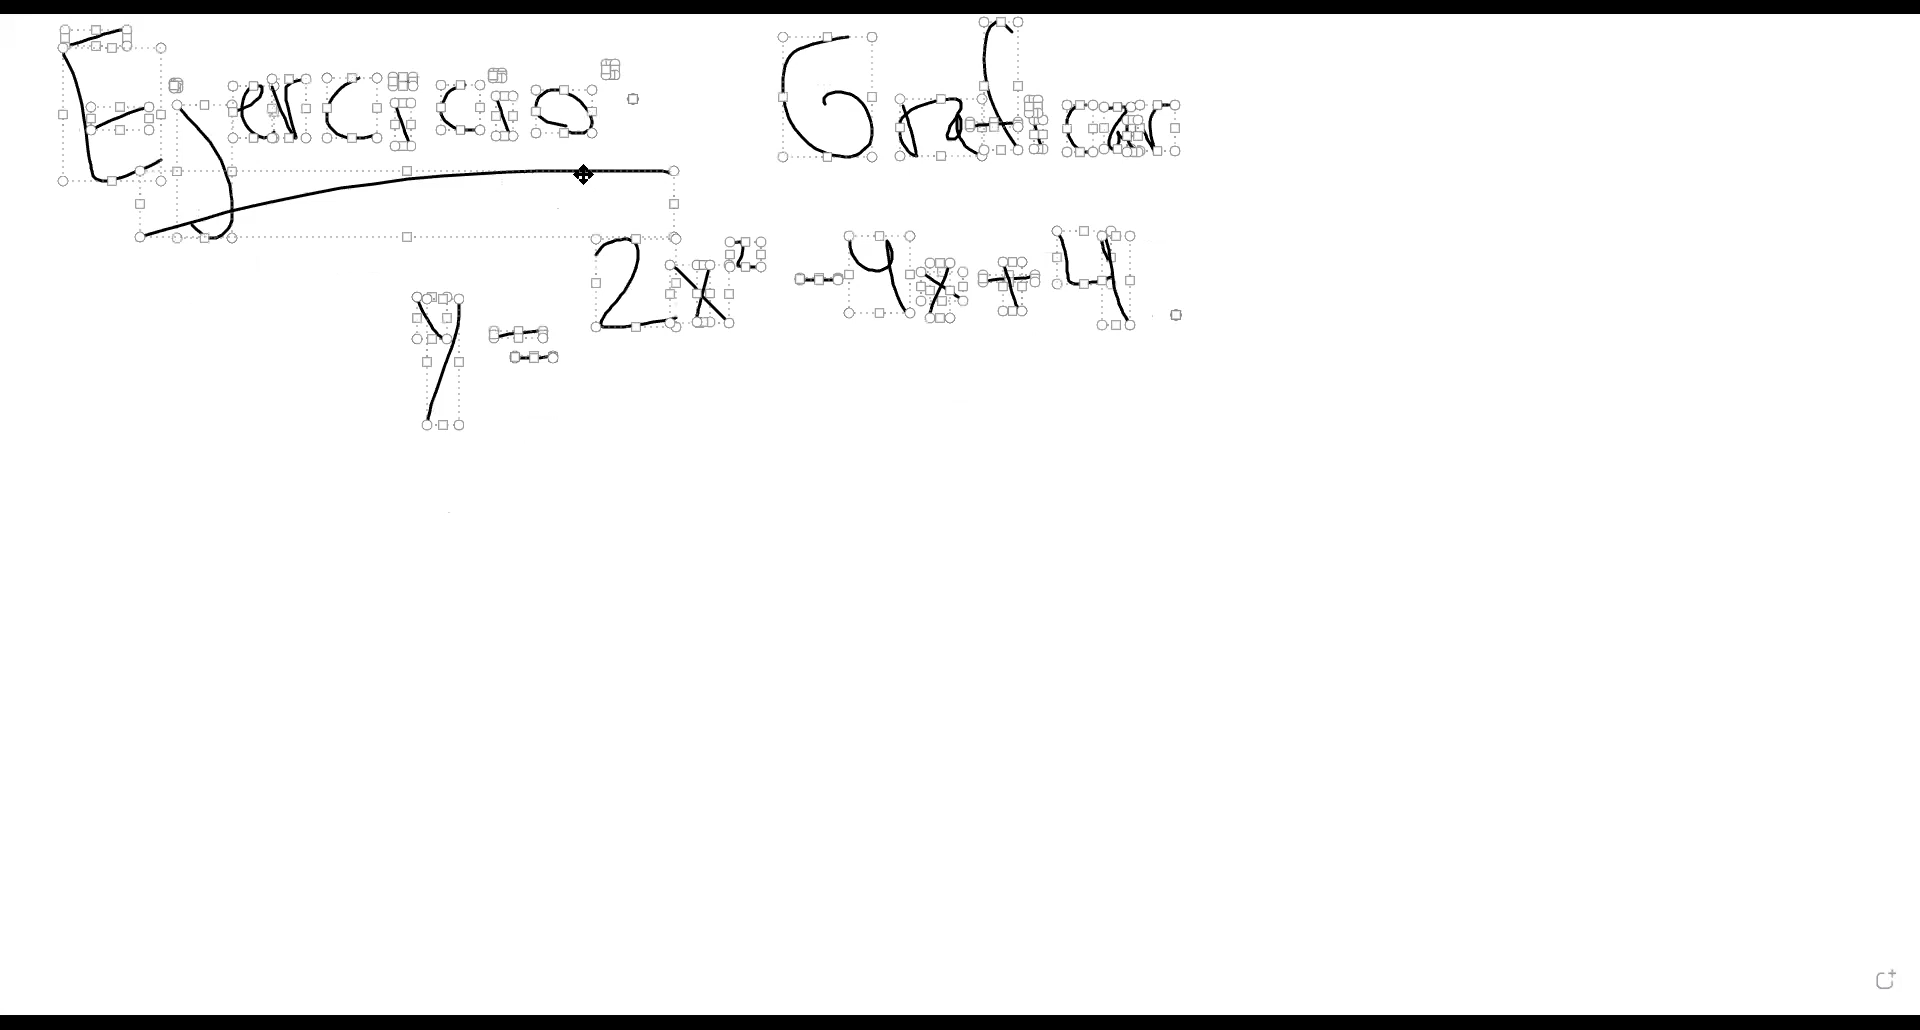 Ejercicio: Graficar
y = 2x² - 4x + 4.